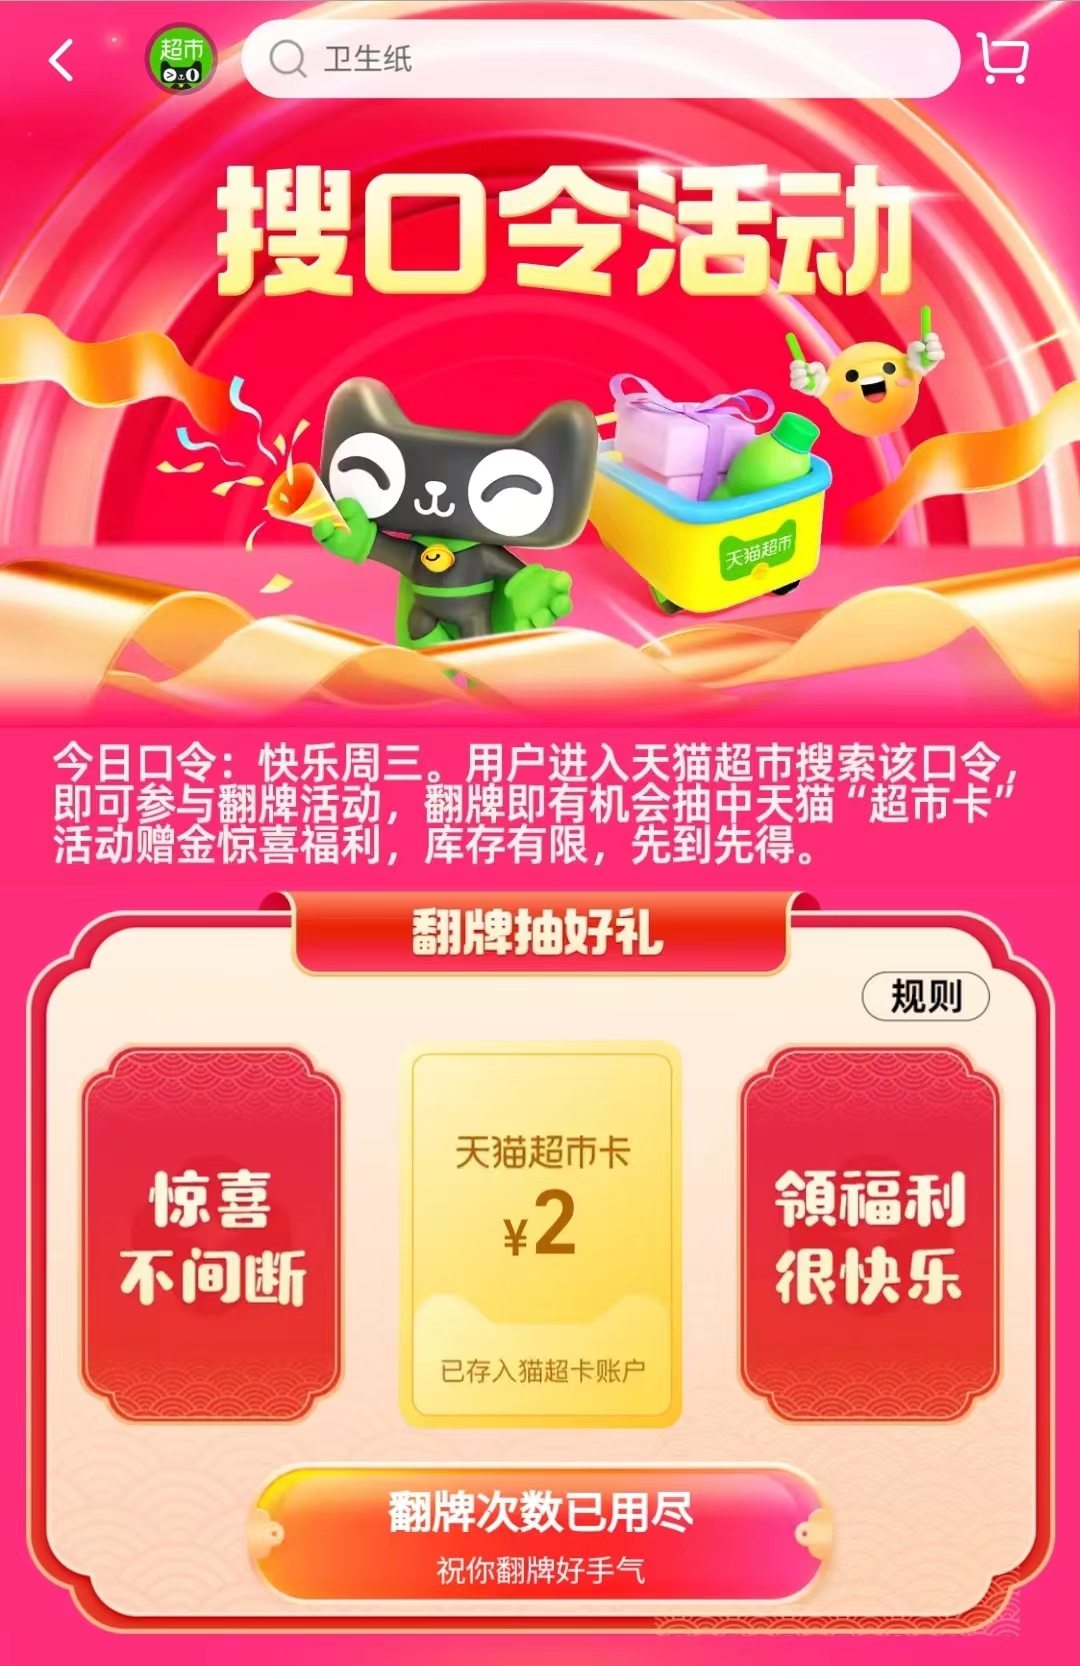 超市
卫生纸
搜口令活动
天猫超市
今日口令：快乐周三。用户进入天猫超市搜索该口令，
即可参与翻牌活动，翻牌即有机会抽中天猫“超市卡”
活动赠金惊喜福利，库存有限，先到先得。
翻牌抽好礼
规则
惊喜
不间断
天猫超市卡
¥2
已存入猫超卡账户
領福利
很快乐
翻牌次数已用尽
祝你翻牌好手气